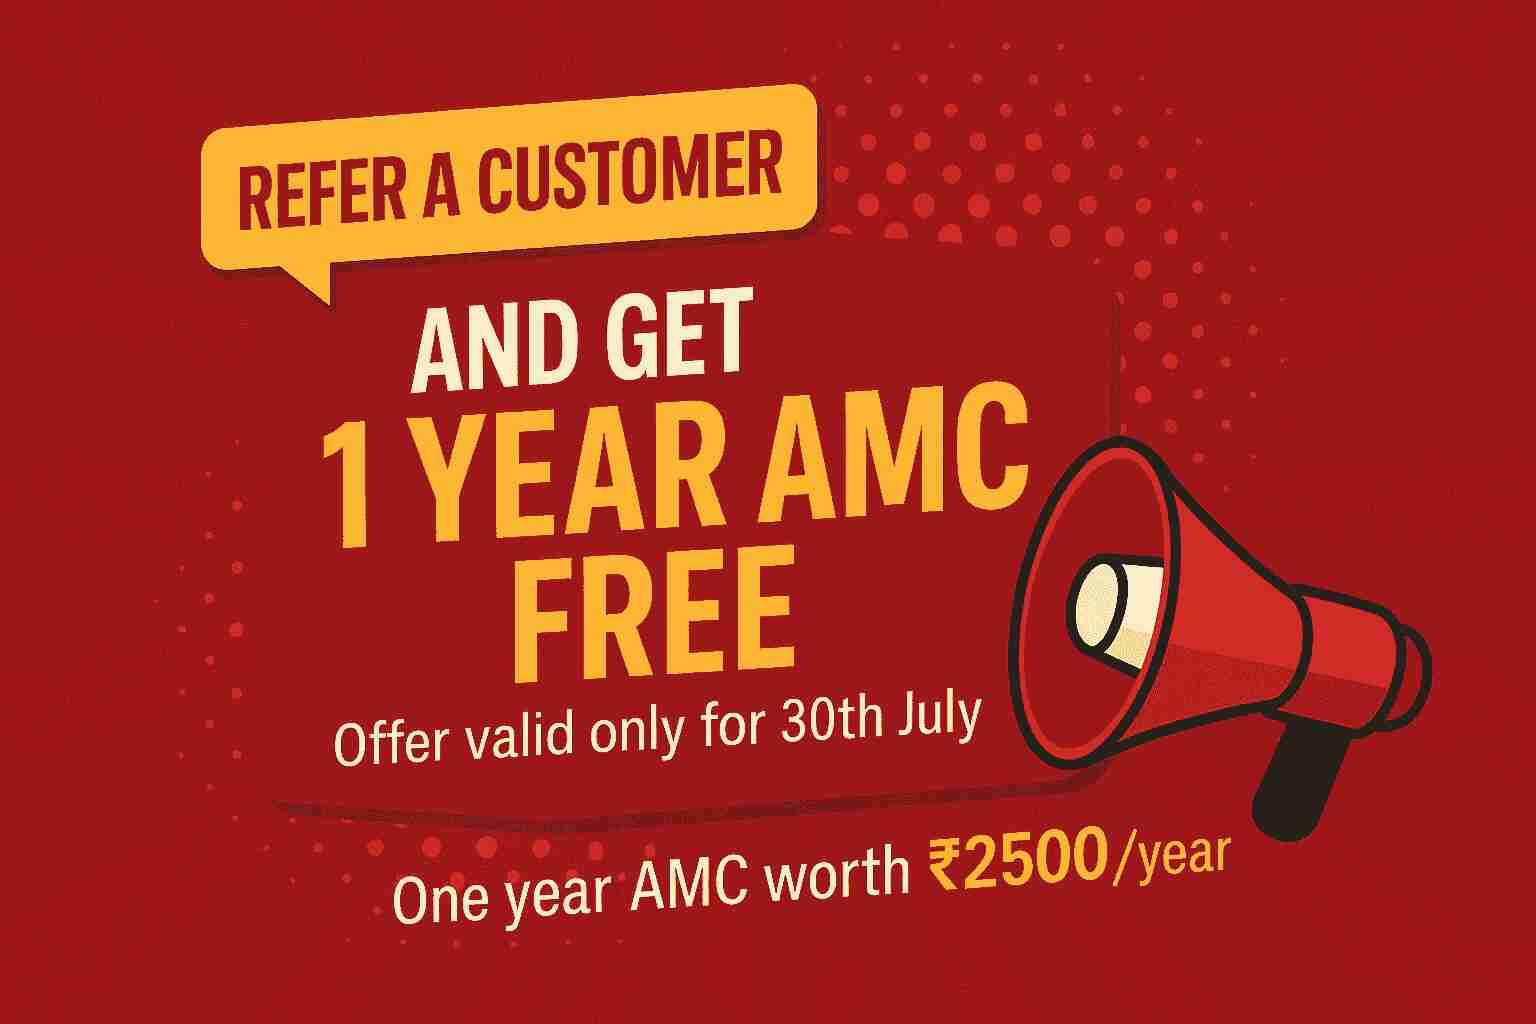 REFER A CUSTOMER
AND GET
1 YEAR AMC
FREE
Offer valid only for 30th July
One year AMC worth ₹2500/year